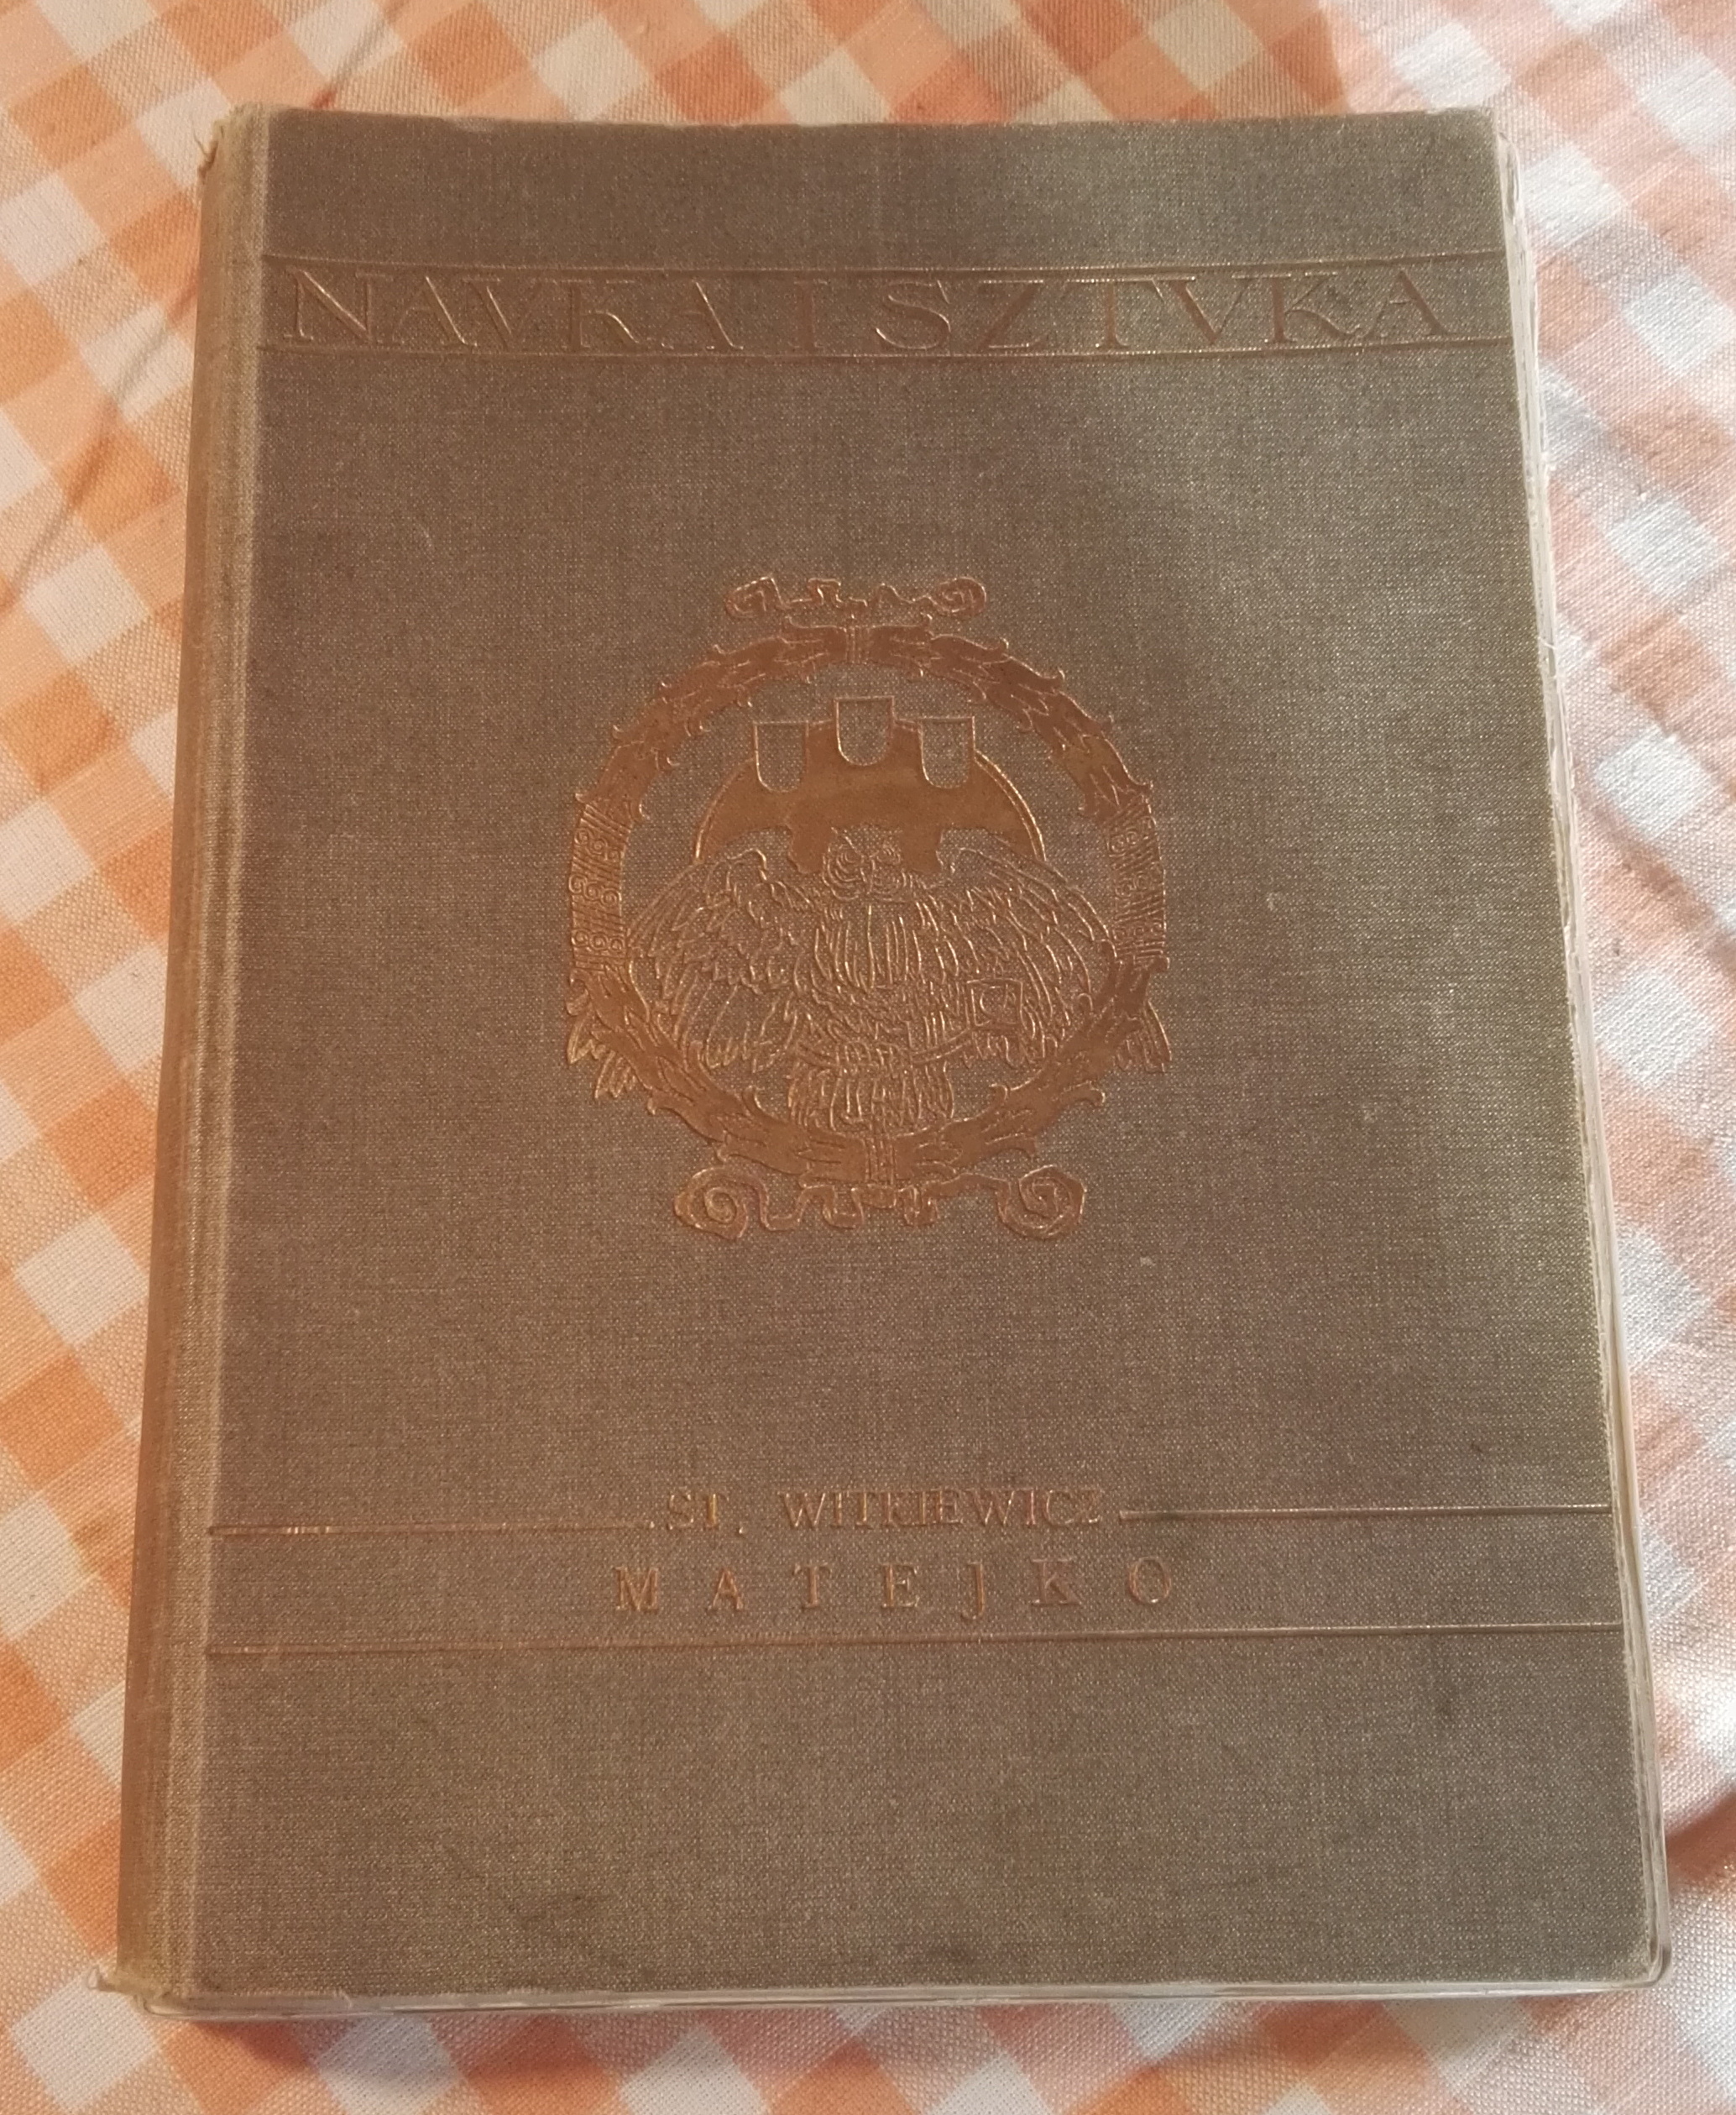 NAVKA I SZTVKA
ST. WITKIEWICZ
MATEJKO